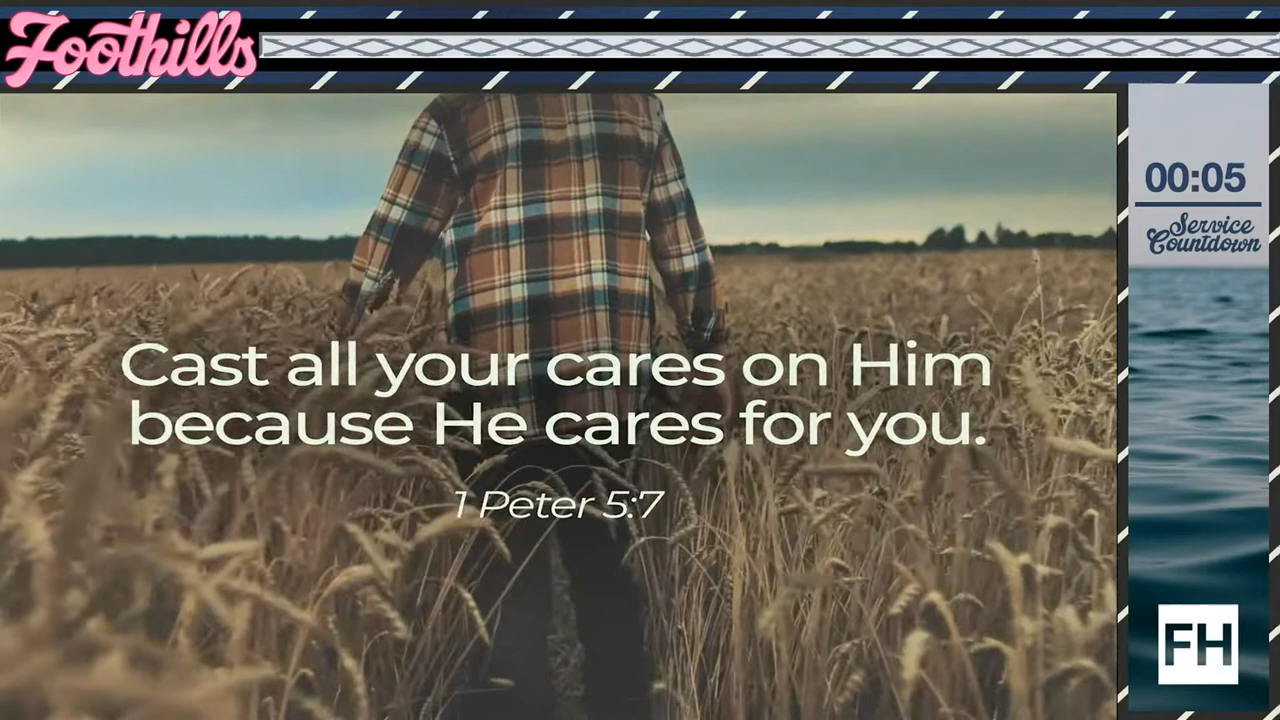 Foothills
00:05
Service
Countdown
Cast all your cares on Him
because He cares for you.
1 Peter 5:7
FH